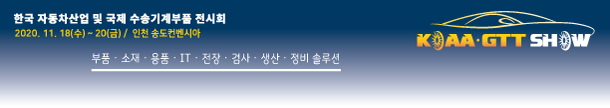 한국 자동차산업 및 국제 수송기계부품 전시회
2020. 11. 18(수) ~ 20(금) / 인천 송도컨벤시아
KOAA·GTT SHOW
부품 · 소재 · 용품 · IT · 전장 · 검사 · 생산 · 정비 솔루션